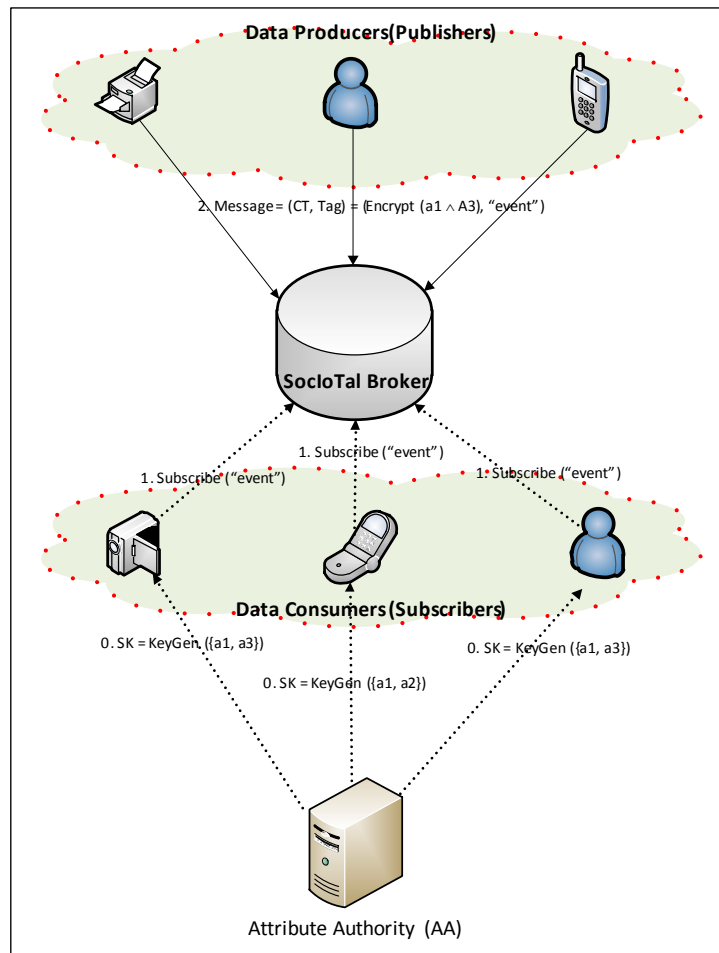 Data Producers(Publishers)
2. Message = (CT, Tag) = (Encrypt (a1 ∧ A3), “event”)
SocIoTal Broker
1. Subscribe (“event”)
1. Subscribe (“event”)
1. Subscribe (“event”)
Data Consumers (Subscribers)
0. SK = KeyGen ({a1, a3})
0. SK = KeyGen ({a1, a2})
0. SK = KeyGen ({a1, a3})
Attribute Authority (AA)